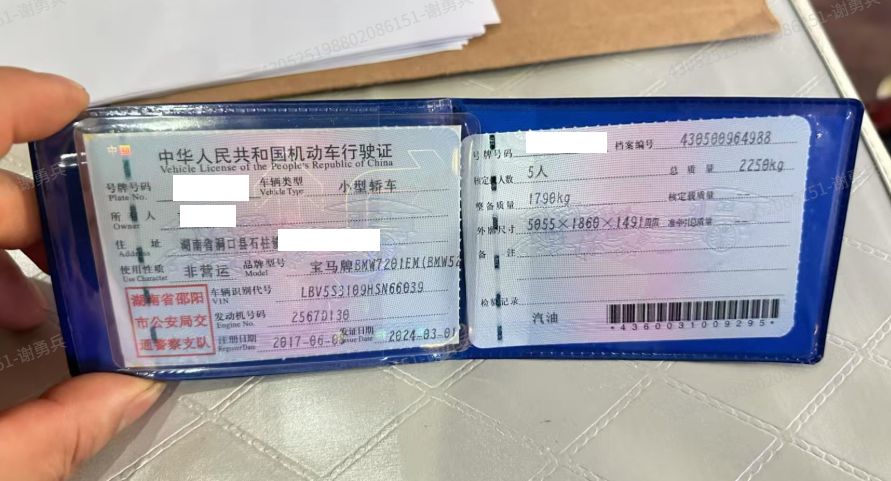 430525198802086151-谢勇兵
中华人民共和国机动车行驶证
Vehicle License of the People's Republic of China
号牌号码 车辆类型 小型轿车
Plate No. Vehicle Type
所有人
Owner
住址 湖南省洞口县石柱
Address
使用性质 非营运 品牌型号 宝马牌BMW7201EM(BMW52
Use Character Model
湖南省邵阳
市公安局交
通警察支队
车辆识别代号 LBV5S3109HSN66039
VIN
发动机号码 2567D130
Engine No.
注册日期 2017-06-0 发证日期 2024-03-01
Register Date Issue Date
号牌号码 档案编号 430500964988
核定载人数 5人 总质量 2250kg
整备质量 1790kg 核定载质量 --
外廓尺寸 5055×1860×1491mm 准牵引总质量 --
备注
检验记录
汽油
*4360031009295*